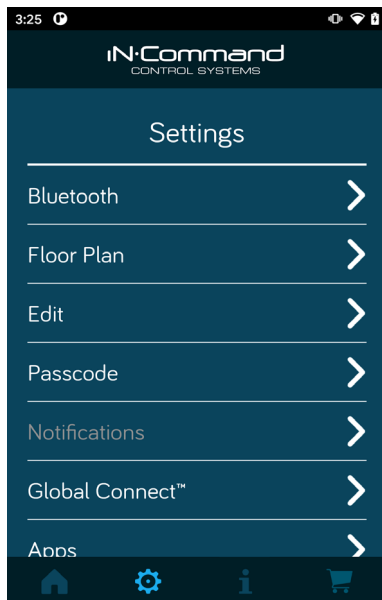 3:25
iN·Command
CONTROL SYSTEMS
Settings
Bluetooth
Floor Plan
Edit
Passcode
Notifications
Global Connect™
Apps